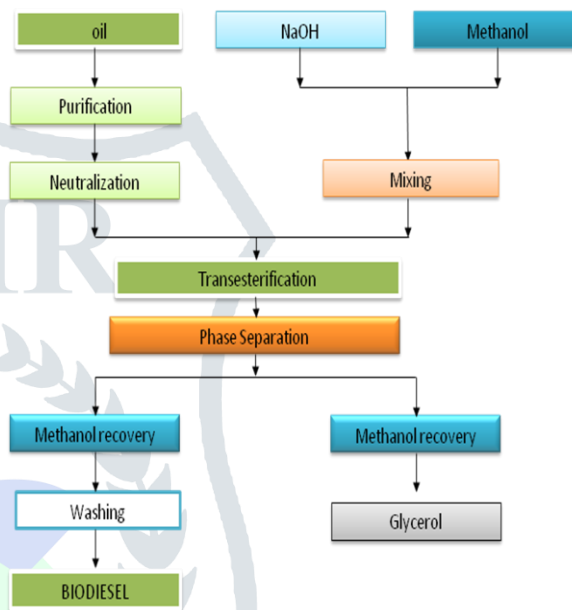 oil
NaOH
Methanol
Purification
Neutralization
Mixing
Transesterification
Phase Separation
Methanol recovery
Methanol recovery
Washing
Glycerol
BIODIESEL